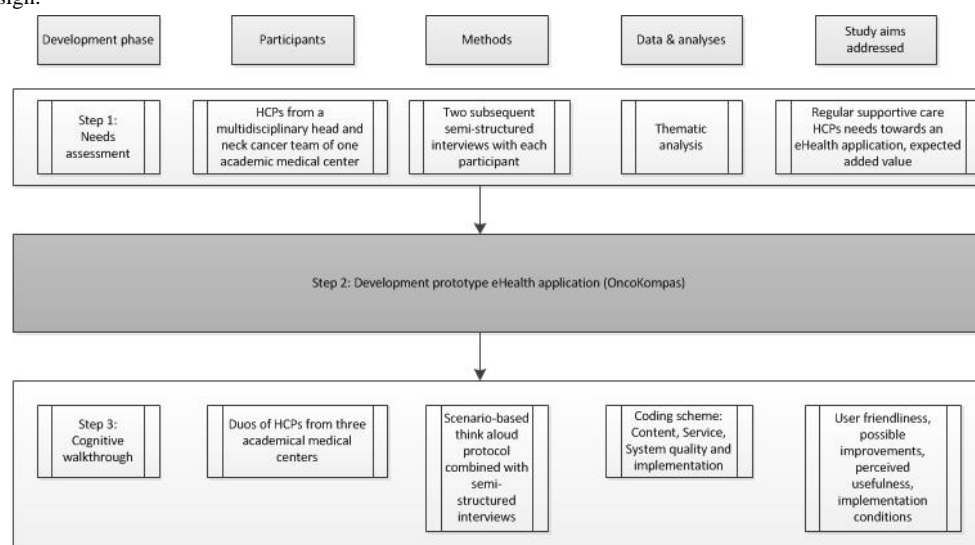 sign.
Development phase
Participants
Methods
Data & analyses
Study aims
addressed
Step 1:
Needs
assessment
HCPs from a
multidisciplinary head and
neck cancer team of one
academic medical center
Two subsequent
semi-structured
interviews with each
participant
Thematic
analysis
Regular supportive care
HCPs needs towards an
eHealth application, expected
added value
Step 2: Development prototype eHealth application (OncoKompas)
Step 3:
Cognitive
walkthrough
Duos of HCPs from three
academical medical
centers
Scenario-based
think aloud
protocol
combined with
semi-
structured
interviews
Coding scheme:
Content, Service,
System quality and
implementation
User friendliness,
possible
improvements,
perceived
usefulness,
implementation
conditions